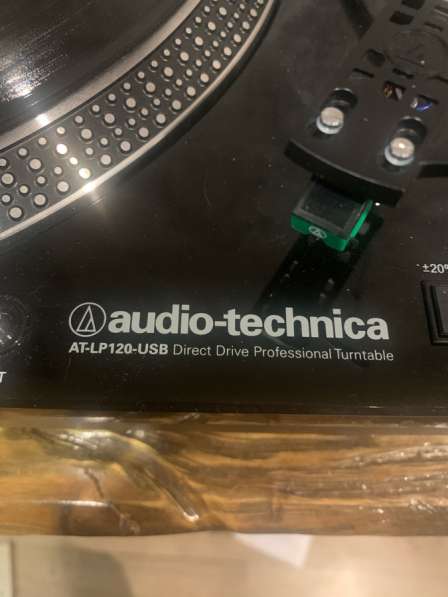 ±20
audio-technica
AT-LP120-USB Direct Drive Professional Turntable
T